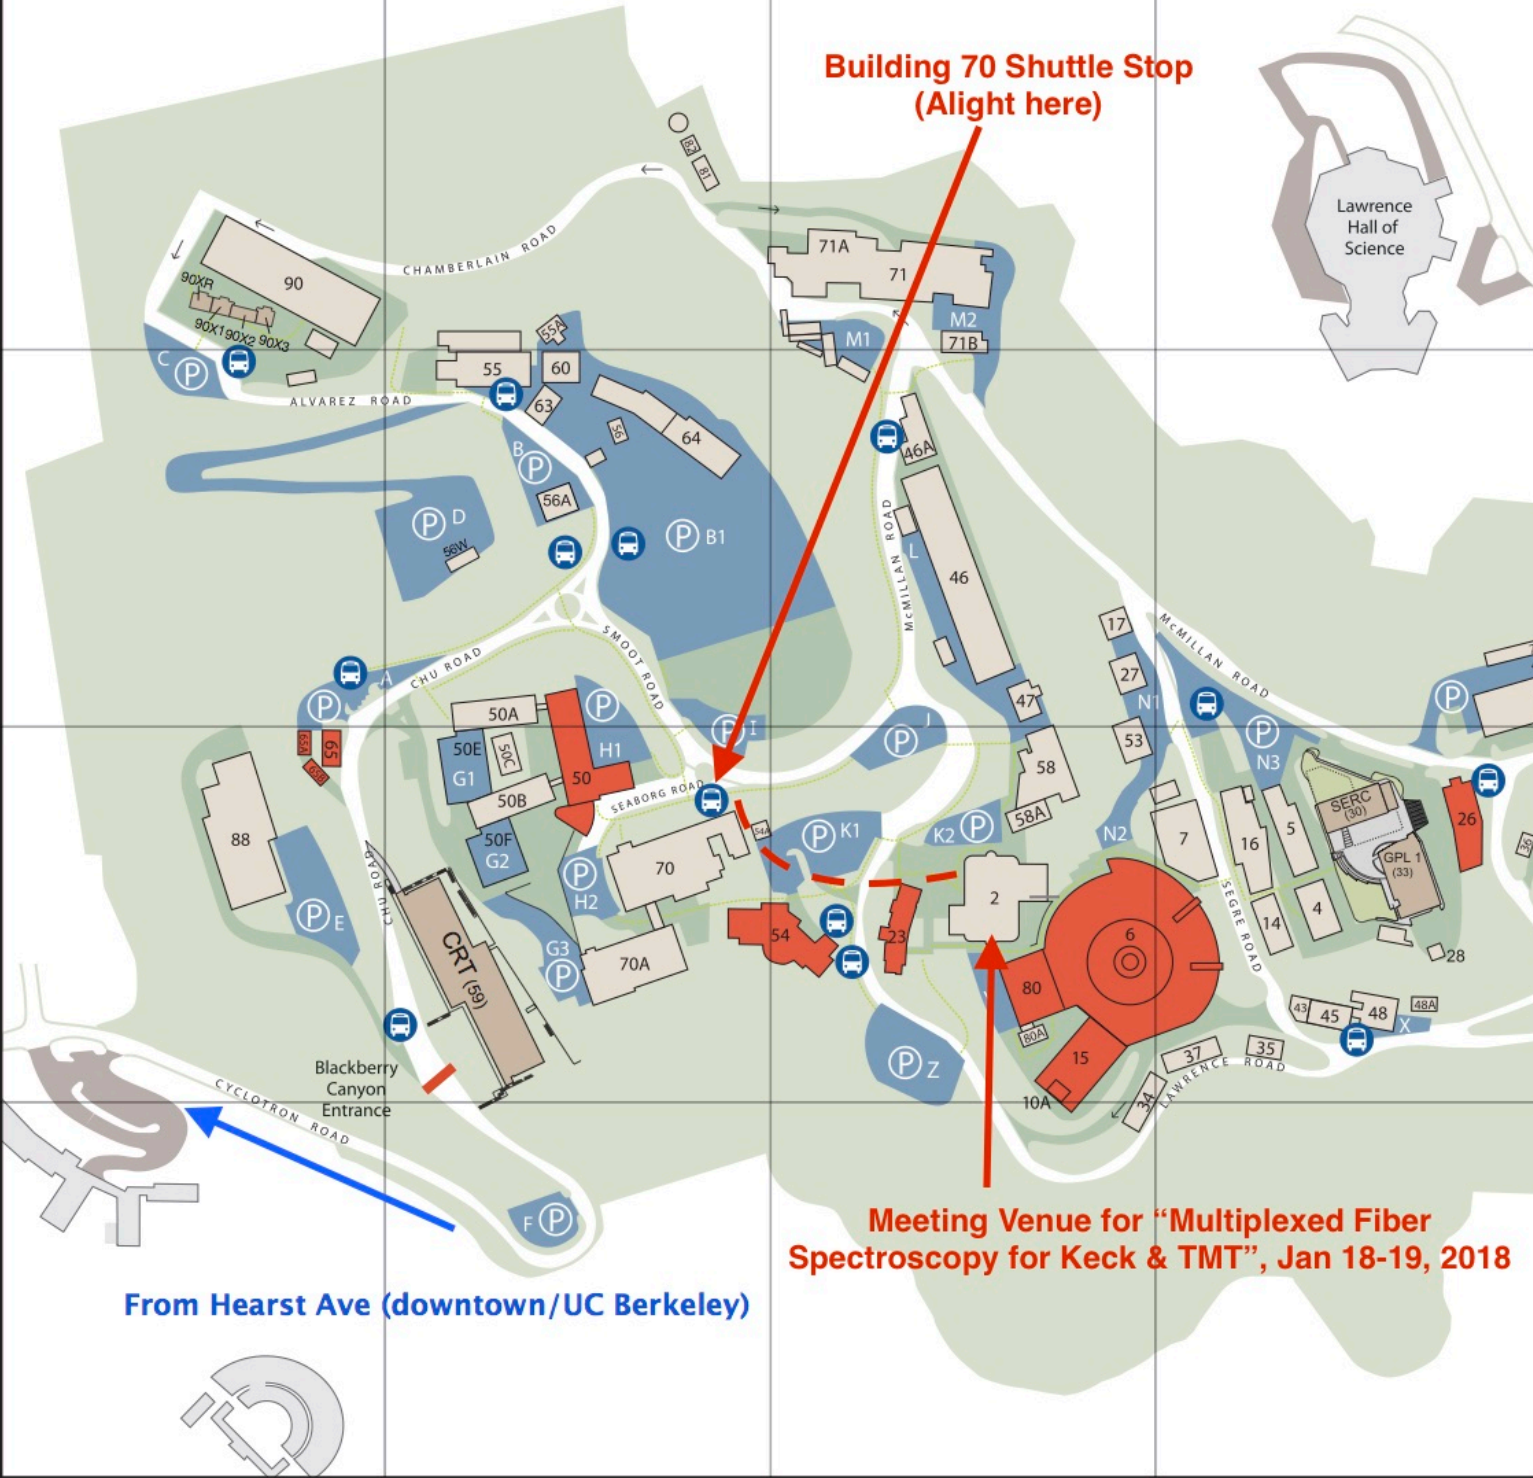 Building 70 Shuttle Stop
(Alight here)
82
81
Lawrence
Hall of
Science
71A
71
CHAMBERLAIN ROAD
90
90XR
90X1
90X2
90X3
M2
M1
71B
55A
C
P
55
60
ALVAREZ ROAD
63
56
64
46A
B
P
56A
P
D
56W
P
B1
L
46
McMILLAN ROAD
17
McMILLAN ROAD
SMOOT ROAD
CHU ROAD
A
P
27
N1
47
P
50A
P
H1
P
I
J
P
53
P
N3
65A
65
65B
50E
G1
50C
50
58
50B
SEABORG ROAD
58A
SERC
(30)
26
88
50F
G2
70
54A
P
K1
K2
P
N2
7
16
5
36
GPL 1
(33)
P
H2
2
CHU ROAD
P
E
54
23
6
SEGRE ROAD
14
4
CRT (59)
G3
P
70A
28
80
43
45
48
48A
X
80A
Blackberry
Canyon
Entrance
P
Z
15
37
35
LAWRENCE ROAD
34
10A
CYCLOTRON ROAD
F
P
Meeting Venue for “Multiplexed Fiber
Spectroscopy for Keck & TMT”, Jan 18-19, 2018
From Hearst Ave (downtown/UC Berkeley)